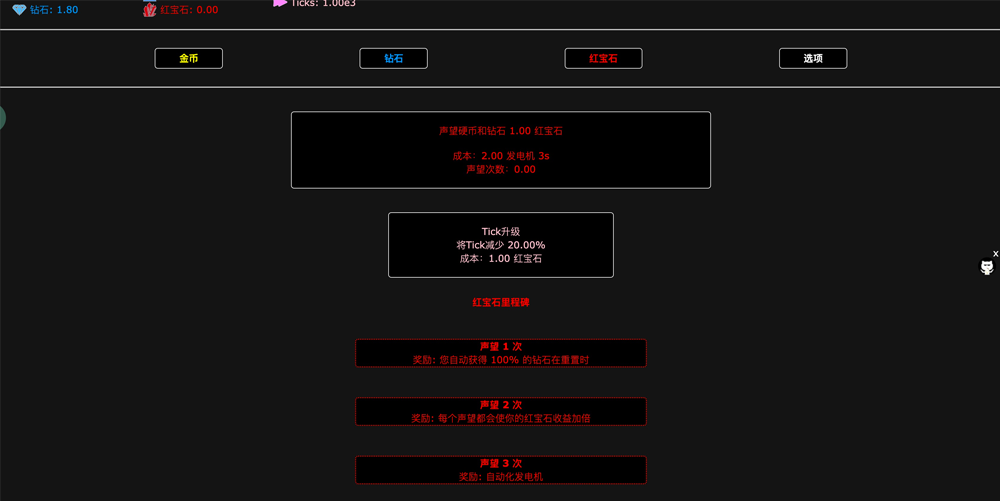 钻石: 1.80
红宝石: 0.00
Ticks: 1.00e3
金币
钻石
红宝石
选项
声望硬币和钻石 1.00 红宝石
成本：2.00 发电机 3s
声望次数：0.00
Tick升级
将Tick减少 20.00%
成本：1.00 红宝石
x
红宝石里程碑
声望 1 次
奖励: 您自动获得 100% 的钻石在重置时
声望 2 次
奖励: 每个声望都会使你的红宝石收益加倍
声望 3 次
奖励: 自动化发电机